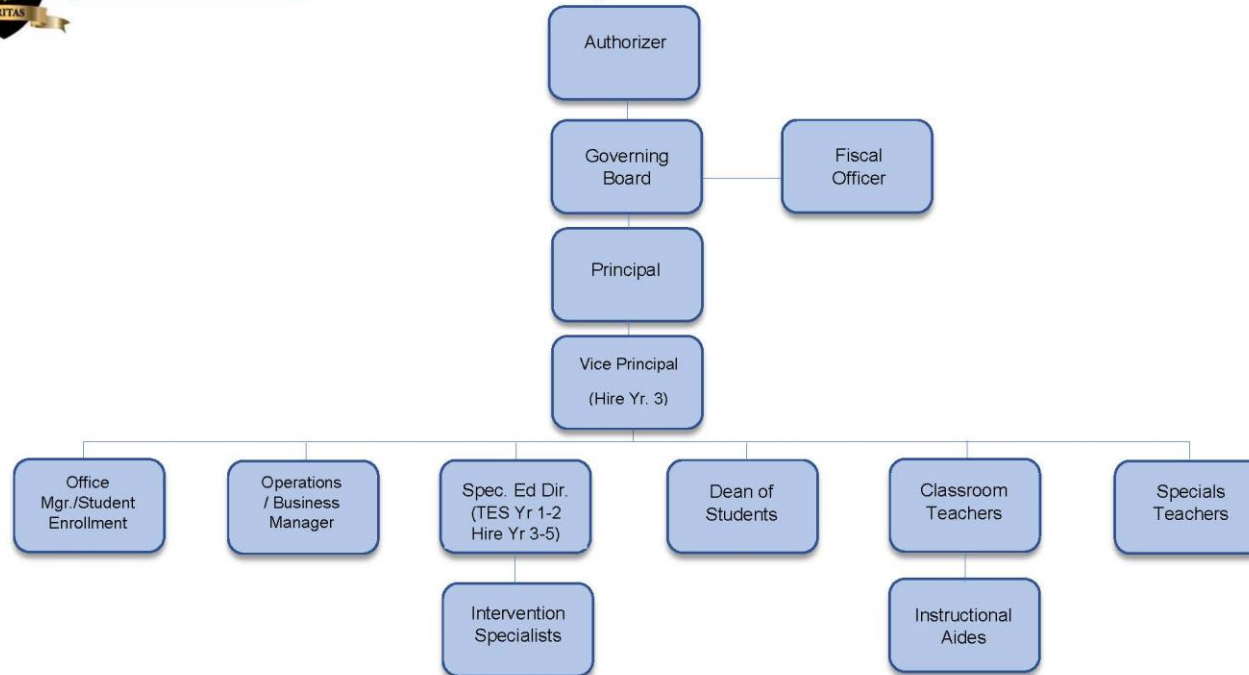 RITAS
Authorizer
Governing
Board
Fiscal
Officer
Principal
Vice Principal
(Hire Yr. 3)
Office
Mgr./Student
Enrollment
Operations
/ Business
Manager
Spec. Ed Dir.
(TES Yr 1-2
Hire Yr 3-5)
Dean of
Students
Classroom
Teachers
Specials
Teachers
Intervention
Specialists
Instructional
Aides